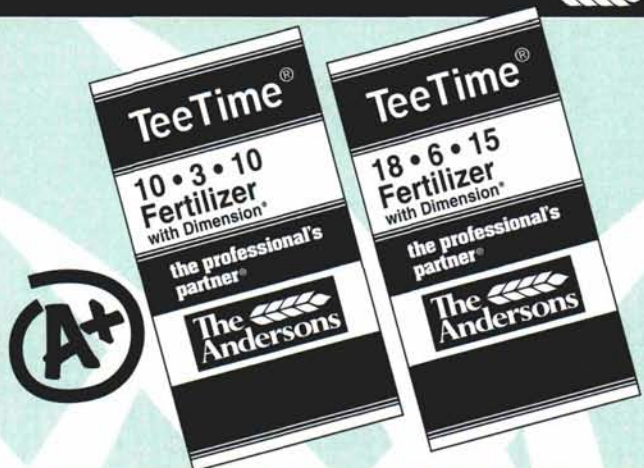 TeeTime®
10 • 3 • 10
Fertilizer
with Dimension®
the professional's
partner®
The
Andersons
TeeTime®
18 • 6 • 15
Fertilizer
with Dimension®
the professional's
partner®
The
Andersons
A+